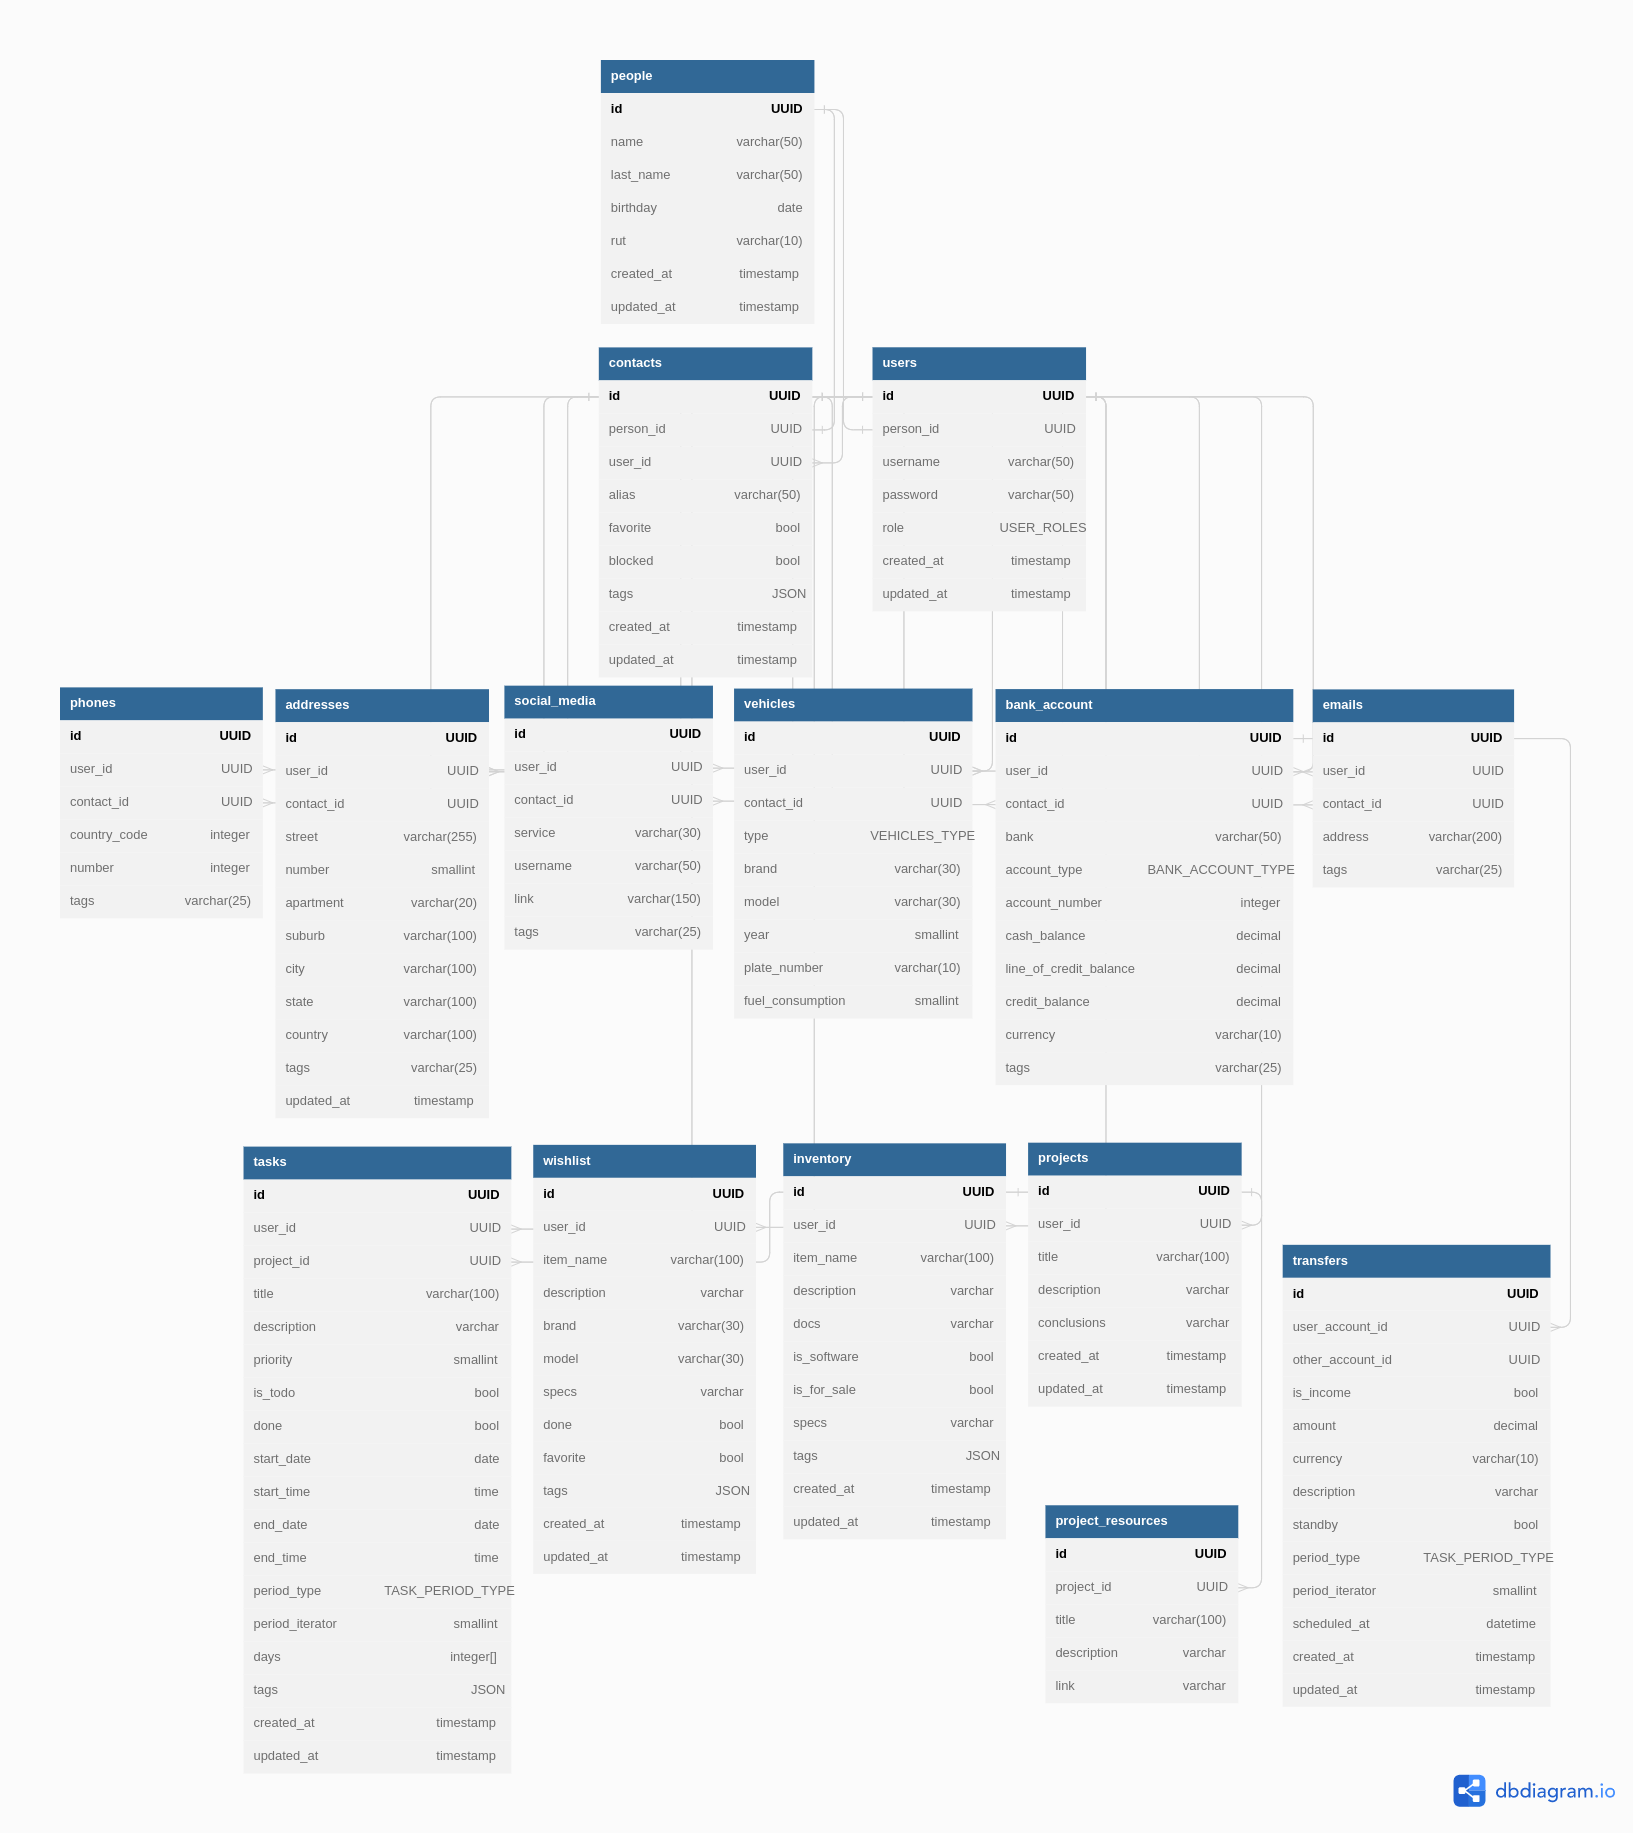 people
id UUID
name varchar(50)
last_name varchar(50)
birthday date
rut varchar(10)
created_at timestamp
updated_at timestamp
contacts
id UUID
person_id UUID
user_id UUID
alias varchar(50)
favorite bool
blocked bool
tags JSON
created_at timestamp
updated_at timestamp
users
id UUID
person_id UUID
username varchar(50)
password varchar(50)
role USER_ROLES
created_at timestamp
updated_at timestamp
phones
id UUID
user_id UUID
contact_id UUID
country_code integer
number integer
tags varchar(25)
addresses
id UUID
user_id UUID
contact_id UUID
street varchar(255)
number smallint
apartment varchar(20)
suburb varchar(100)
city varchar(100)
state varchar(100)
country varchar(100)
tags varchar(25)
updated_at timestamp
social_media
id UUID
user_id UUID
contact_id UUID
service varchar(30)
username varchar(50)
link varchar(150)
tags varchar(25)
vehicles
id UUID
user_id UUID
contact_id UUID
type VEHICLES_TYPE
brand varchar(30)
model varchar(30)
year smallint
plate_number varchar(10)
fuel_consumption smallint
bank_account
id UUID
user_id UUID
contact_id UUID
bank varchar(50)
account_type BANK_ACCOUNT_TYPE
account_number integer
cash_balance decimal
line_of_credit_balance decimal
credit_balance decimal
currency varchar(10)
tags varchar(25)
emails
id UUID
user_id UUID
contact_id UUID
address varchar(200)
tags varchar(25)
tasks
id UUID
user_id UUID
project_id UUID
title varchar(100)
description varchar
priority smallint
is_todo bool
done bool
start_date date
start_time time
end_date date
end_time time
period_type TASK_PERIOD_TYPE
period_iterator smallint
days integer[]
tags JSON
created_at timestamp
updated_at timestamp
wishlist
id UUID
user_id UUID
item_name varchar(100)
description varchar
brand varchar(30)
model varchar(30)
specs varchar
done bool
favorite bool
tags JSON
created_at timestamp
updated_at timestamp
inventory
id UUID
user_id UUID
item_name varchar(100)
description varchar
docs varchar
is_software bool
is_for_sale bool
specs varchar
tags JSON
created_at timestamp
updated_at timestamp
projects
id UUID
user_id UUID
title varchar(100)
description varchar
conclusions varchar
created_at timestamp
updated_at timestamp
transfers
id UUID
user_account_id UUID
other_account_id UUID
is_income bool
amount decimal
currency varchar(10)
description varchar
standby bool
period_type TASK_PERIOD_TYPE
period_iterator smallint
scheduled_at datetime
created_at timestamp
updated_at timestamp
project_resources
id UUID
project_id UUID
title varchar(100)
description varchar
link varchar
dbdiagram.io